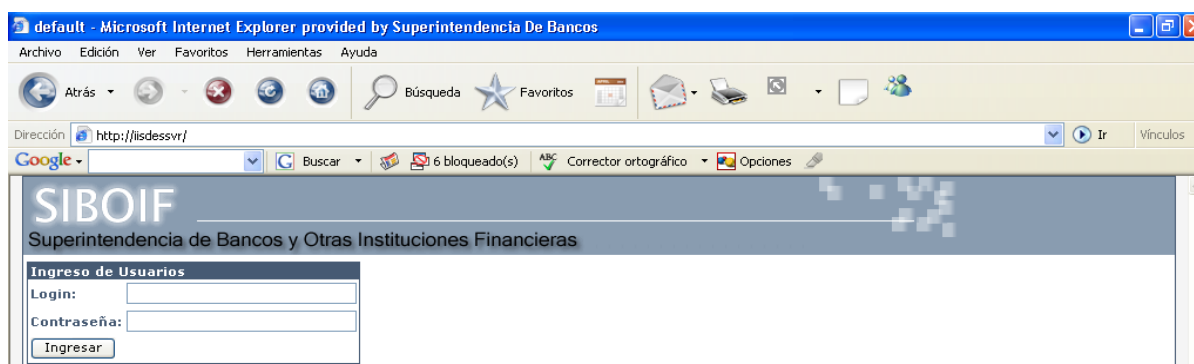 default - Microsoft Internet Explorer provided by Superintendencia De Bancos
Archivo Edición Ver Favoritos Herramientas Ayuda
Atrás Búsqueda Favoritos
Dirección http://iisdessvr/ Ir Vínculos
Google Buscar 6 bloqueado(s) ABC Corrector ortográfico Opciones
SIBOIF
Superintendencia de Bancos y Otras Instituciones Financieras
Ingreso de Usuarios
Login:
Contraseña:
Ingresar